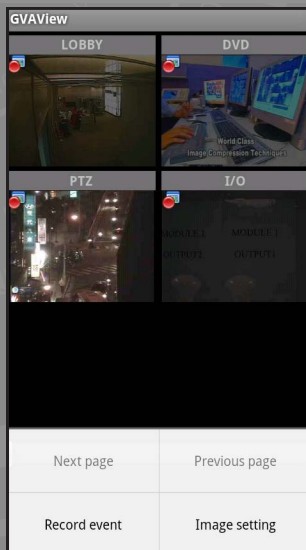 GVAView
LOBBY
DVD
World Class
Image Compression Techniques
PTZ
I/O
MODULE 1
MODULE 1
OUTPUT2
OUTPUT1
Next page
Previous page
Record event
Image setting